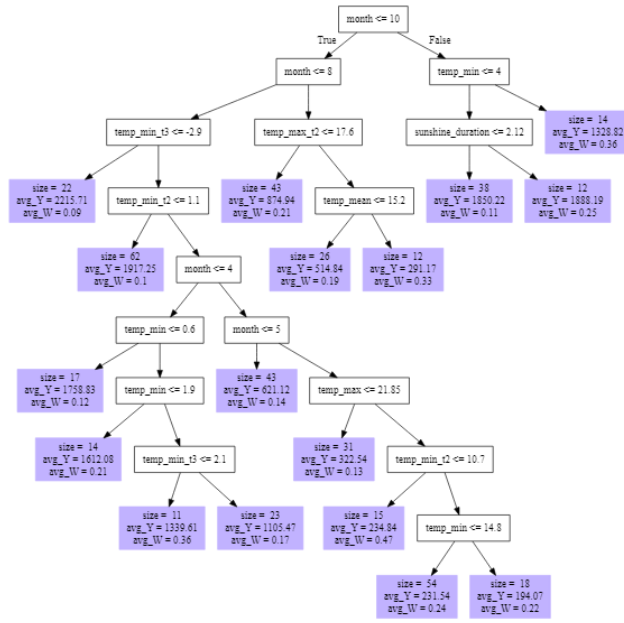 month <= 10
True
False
month <= 8
temp_min <= 4
temp_min_t3 <= -2.9
temp_max_t2 <= 17.6
sunshine_duration <= 2.12
size = 14
avg_Y = 1328.82
avg_W = 0.36
size = 22
avg_Y = 2215.71
avg_W = 0.09
temp_min_t2 <= 1.1
size = 43
avg_Y = 874.94
avg_W = 0.21
temp_mean <= 15.2
size = 38
avg_Y = 1850.22
avg_W = 0.11
size = 12
avg_Y = 1888.19
avg_W = 0.25
size = 62
avg_Y = 1917.25
avg_W = 0.1
month <= 4
size = 26
avg_Y = 514.84
avg_W = 0.19
size = 12
avg_Y = 291.17
avg_W = 0.33
temp_min <= 0.6
month <= 5
size = 17
avg_Y = 1758.83
avg_W = 0.12
temp_min <= 1.9
size = 43
avg_Y = 621.12
avg_W = 0.14
temp_max <= 21.85
size = 14
avg_Y = 1612.08
avg_W = 0.21
temp_min_t3 <= 2.1
size = 31
avg_Y = 322.54
avg_W = 0.13
temp_min_t2 <= 10.7
size = 11
avg_Y = 1339.61
avg_W = 0.36
size = 23
avg_Y = 1105.47
avg_W = 0.17
size = 15
avg_Y = 234.84
avg_W = 0.47
temp_min <= 14.8
size = 54
avg_Y = 231.54
avg_W = 0.24
size = 18
avg_Y = 194.07
avg_W = 0.22